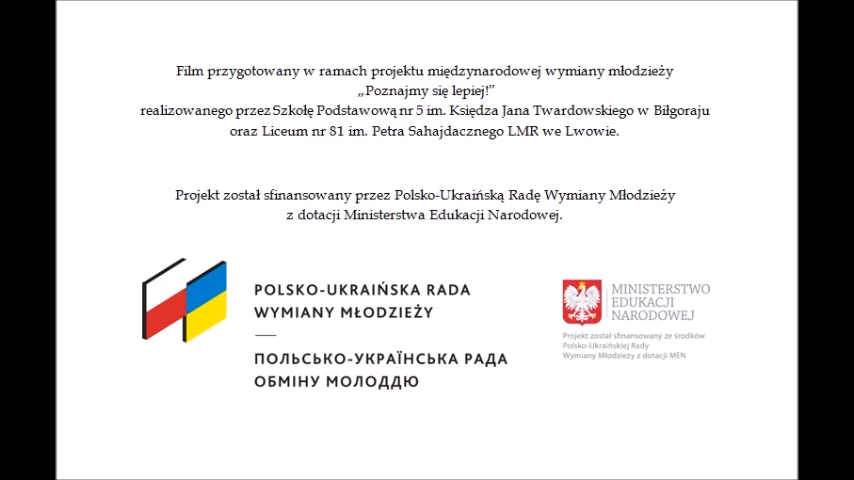 Film przygotowany w ramach projektu międzynarodowej wymiany młodzieży
„Poznajmy się lepiej!”
realizowanego przez Szkołę Podstawową nr 5 im. Księdza Jana Twardowskiego w Biłgoraju
oraz Liceum nr 81 im. Petra Sahajdacznego LMR we Lwowie.
Projekt został sfinansowany przez Polsko-Ukraińską Radę Wymiany Młodzieży
z dotacji Ministerstwa Edukacji Narodowej.
POLSKO-UKRAIŃSKA RADA
WYMIANY MŁODZIEŻY
ПОЛЬСЬКО-УКРАЇНСЬКА РАДА
ОБМІНУ МОЛОДДЮ
MINISTERSTWO
EDUKACJI
NARODOWEJ
Projekt został sfinansowany ze środków
Polsko-Ukraińskiej Rady
Wymiany Młodzieży z dotacji MEN